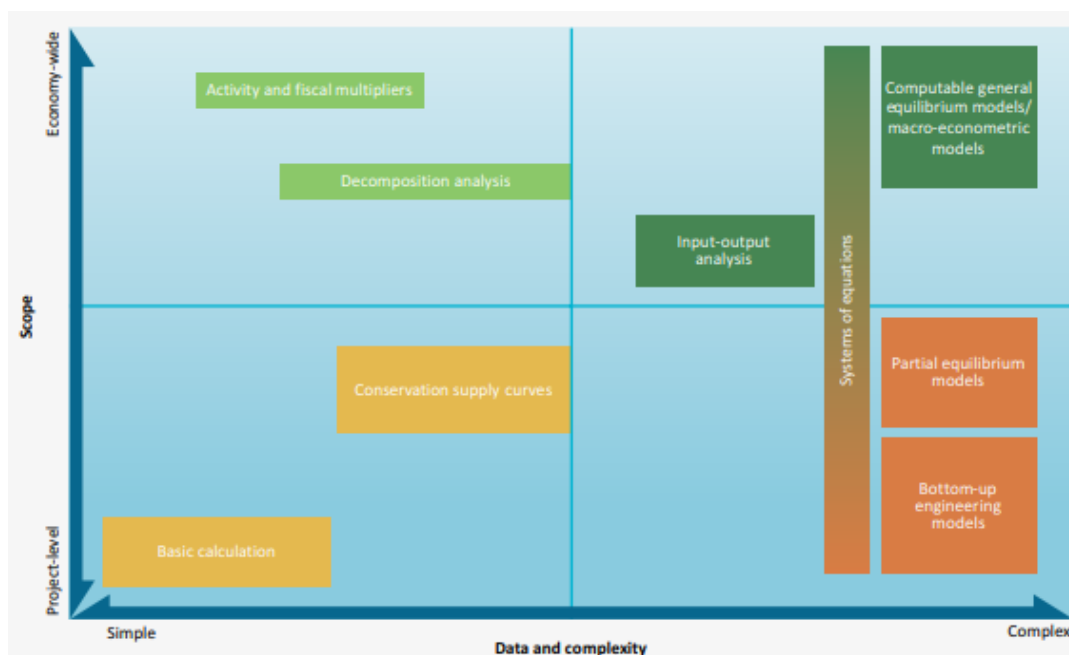 Economy-wide
Activity and fiscal multipliers
Computable general
equilibrium models/
macro-econometric
models
Decomposition analysis
Input-output
analysis
Systems of equations
Scope
Partial equilibrium
models
Conservation supply curves
Bottom-up
engineering
models
Basic calculation
Project-level
Simple
Complex
Data and complexity